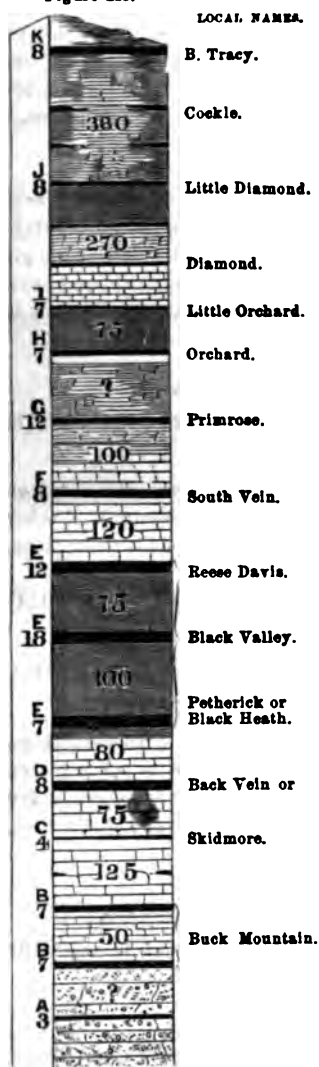 LOCAL NAMES.
K
8
B. Tracy.
Cockle.
380
J
8
Little Diamond.
270
Diamond.
I
7
Little Orchard.
75
H
7
Orchard.
?
G
12
Primrose.
100
F
8
South Vein.
120
E
12
Reese Davis.
75
E
18
Black Valley.
100
E
7
Petherick or
Black Heath.
80
D
8
Back Vein or
75
C
4
Skidmore.
125
B
7
50
Buck Mountain.
B
7
?
A
3